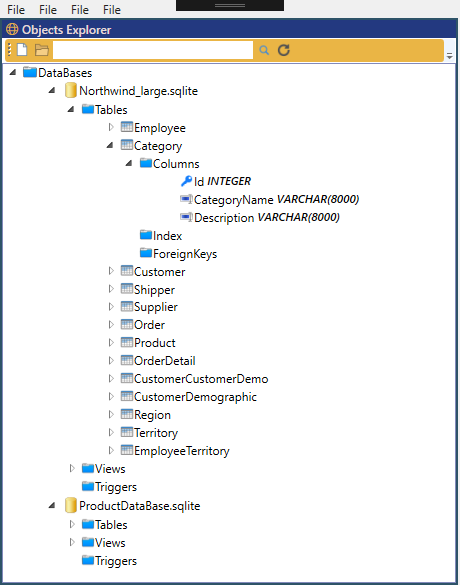 File File File File
Objects Explorer
DataBases
Northwind_large.sqlite
Tables
Employee
Category
Columns
Id INTEGER
CategoryName VARCHAR(8000)
Description VARCHAR(8000)
Index
ForeignKeys
Customer
Shipper
Supplier
Order
Product
OrderDetail
CustomerCustomerDemo
CustomerDemographic
Region
Territory
EmployeeTerritory
Views
Triggers
ProductDataBase.sqlite
Tables
Views
Triggers